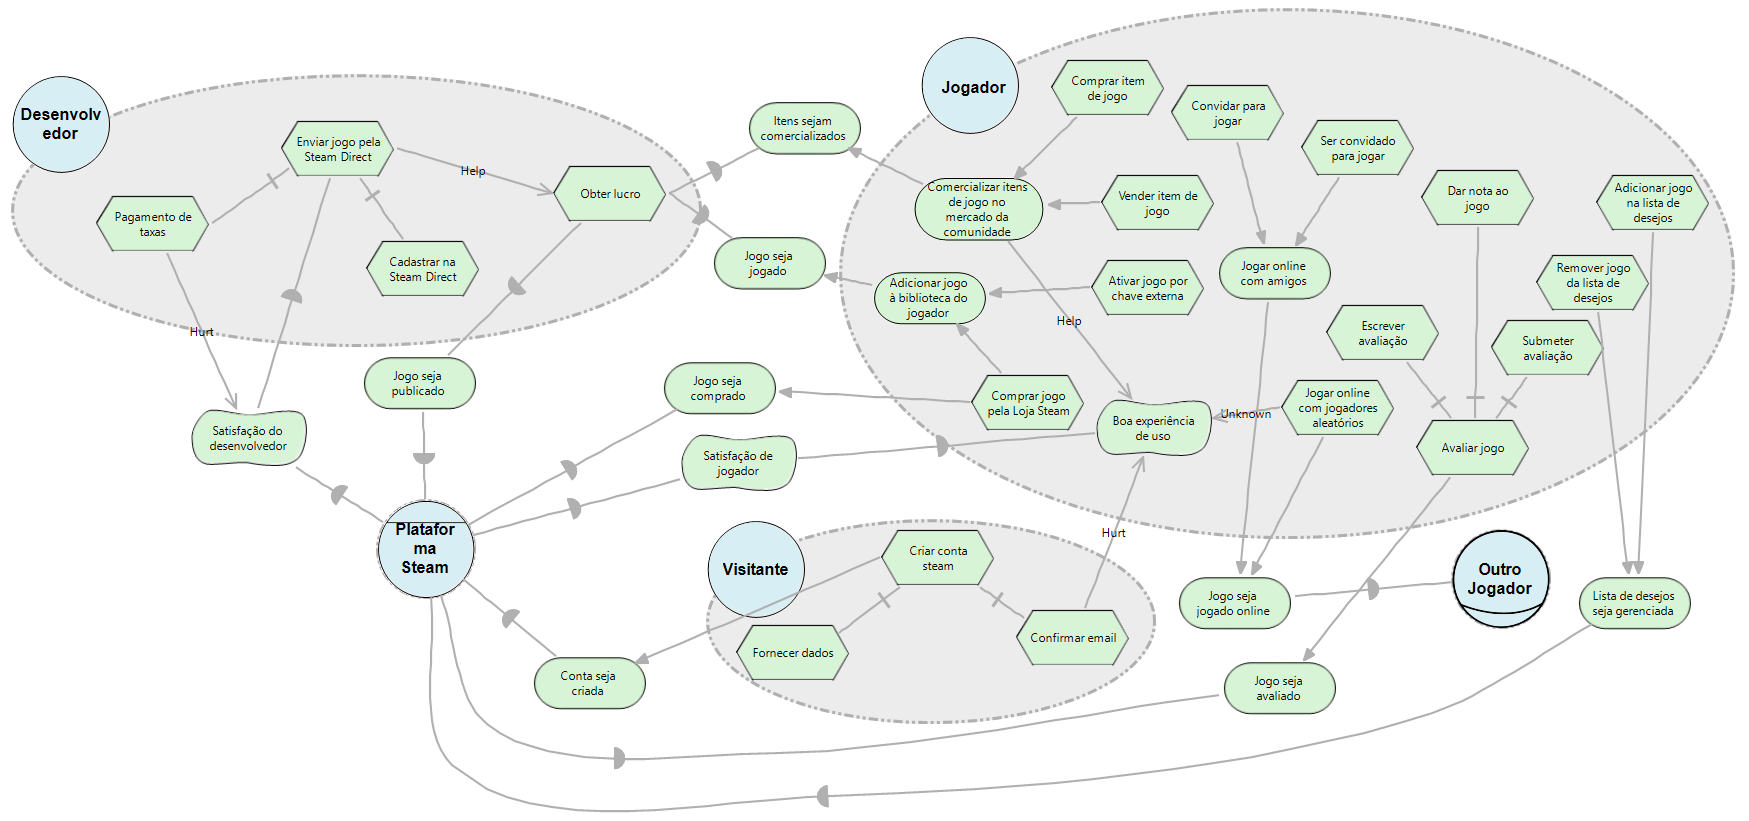 Desenvolv
edor
Enviar jogo pela
Steam Direct
Pagamento de
taxas
Cadastrar na
Steam Direct
Help
Obter lucro
Hurt
Satisfação do
desenvolvedor
Jogo seja
publicado
Itens sejam
comercializados
Jogo seja
jogado
Jogo seja
comprado
Satisfação de
jogador
Platafor
ma
Steam
Conta seja
criada
Jogador
Comprar item
de jogo
Convidar para
jogar
Ser convidado
para jogar
Comercializar itens
de jogo no
mercado da
comunidade
Vender item de
jogo
Dar nota ao
jogo
Adicionar jogo
na lista de
desejos
Jogar online
com amigos
Remover jogo
da lista de
desejos
Adicionar jogo
à biblioteca do
jogador
Ativar jogo por
chave externa
Help
Escrever
avaliação
Submeter
avaliação
Comprar jogo
pela Loja Steam
Boa experiência
de uso
Unknown
Jogar online
com jogadores
aleatórios
Avaliar jogo
Visitante
Criar conta
steam
Hurt
Fornecer dados
Confirmar email
Outro
Jogador
Jogo seja
jogado online
Lista de desejos
seja gerenciada
Jogo seja
avaliado